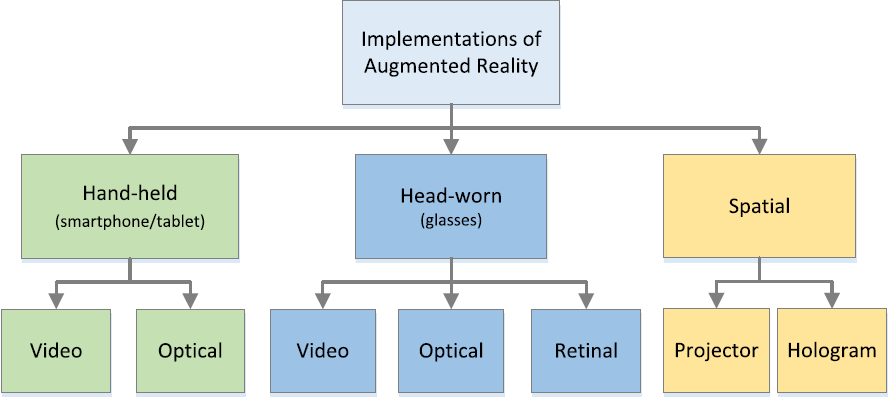 Implementations of
Augmented Reality
Hand-held
(smartphone/tablet)
Head-worn
(glasses)
Spatial
Video
Optical
Video
Optical
Retinal
Projector
Hologram